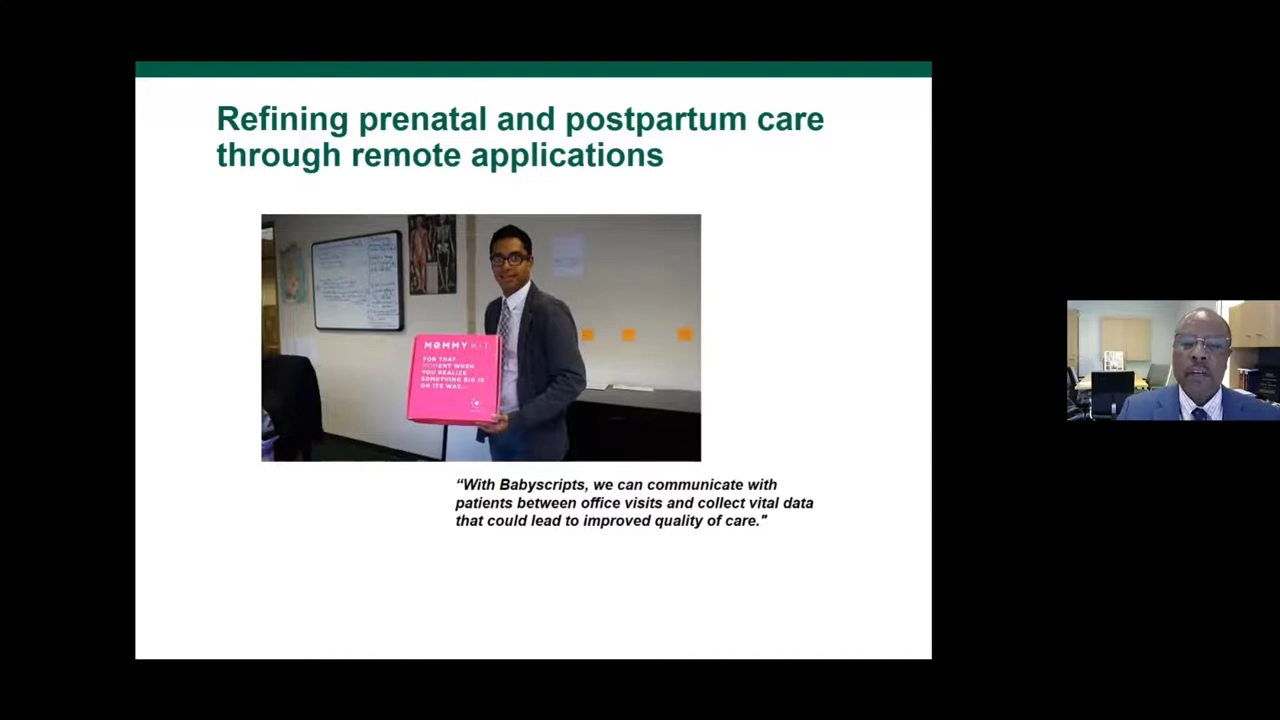 Refining prenatal and postpartum care
through remote applications
MOMMY KIT
FOR THAT
MOMENT WHEN
YOU REALIZE
SOMETHING BIG IS
ON ITS WAY...
“With Babyscripts, we can communicate with
patients between office visits and collect vital data
that could lead to improved quality of care."